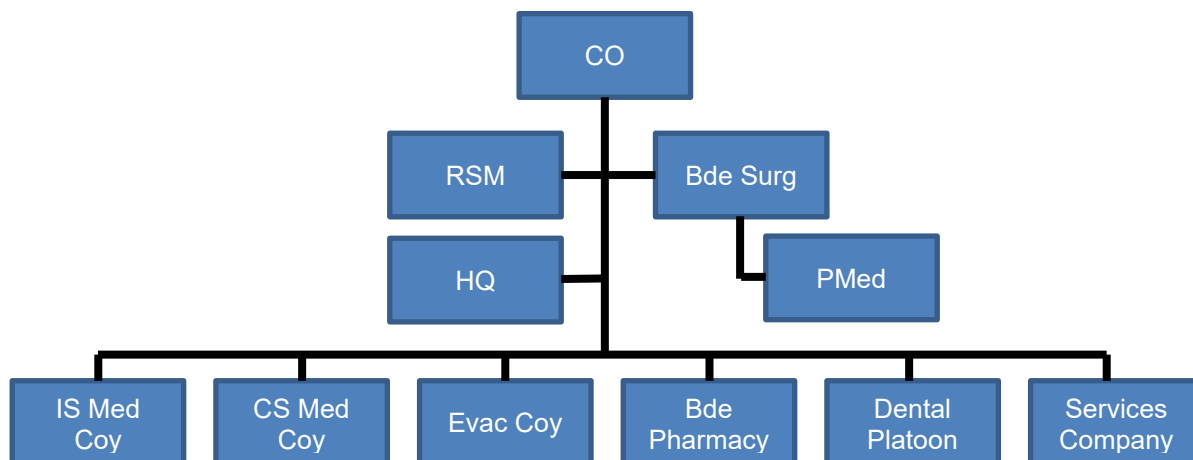 CO
RSM
Bde Surg
HQ
PMed
IS Med
Coy
CS Med
Coy
Evac Coy
Bde
Pharmacy
Dental
Platoon
Services
Company